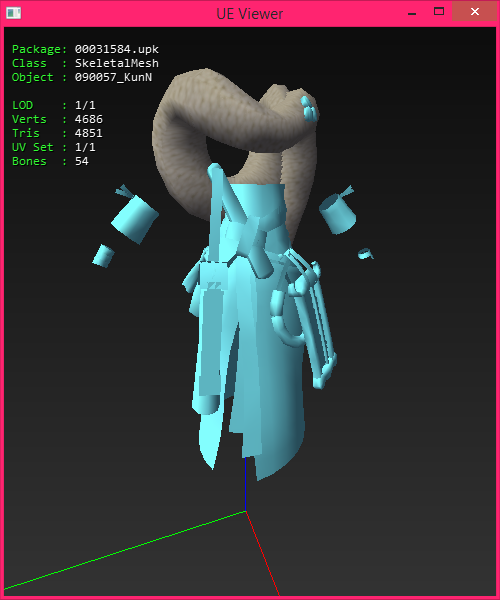 UE Viewer
Package: 00031584.upk
Class  : SkeletalMesh
Object : 090057_KunN
LOD    : 1/1
Verts  : 4686
Tris   : 4851
UV Set : 1/1
Bones  : 54